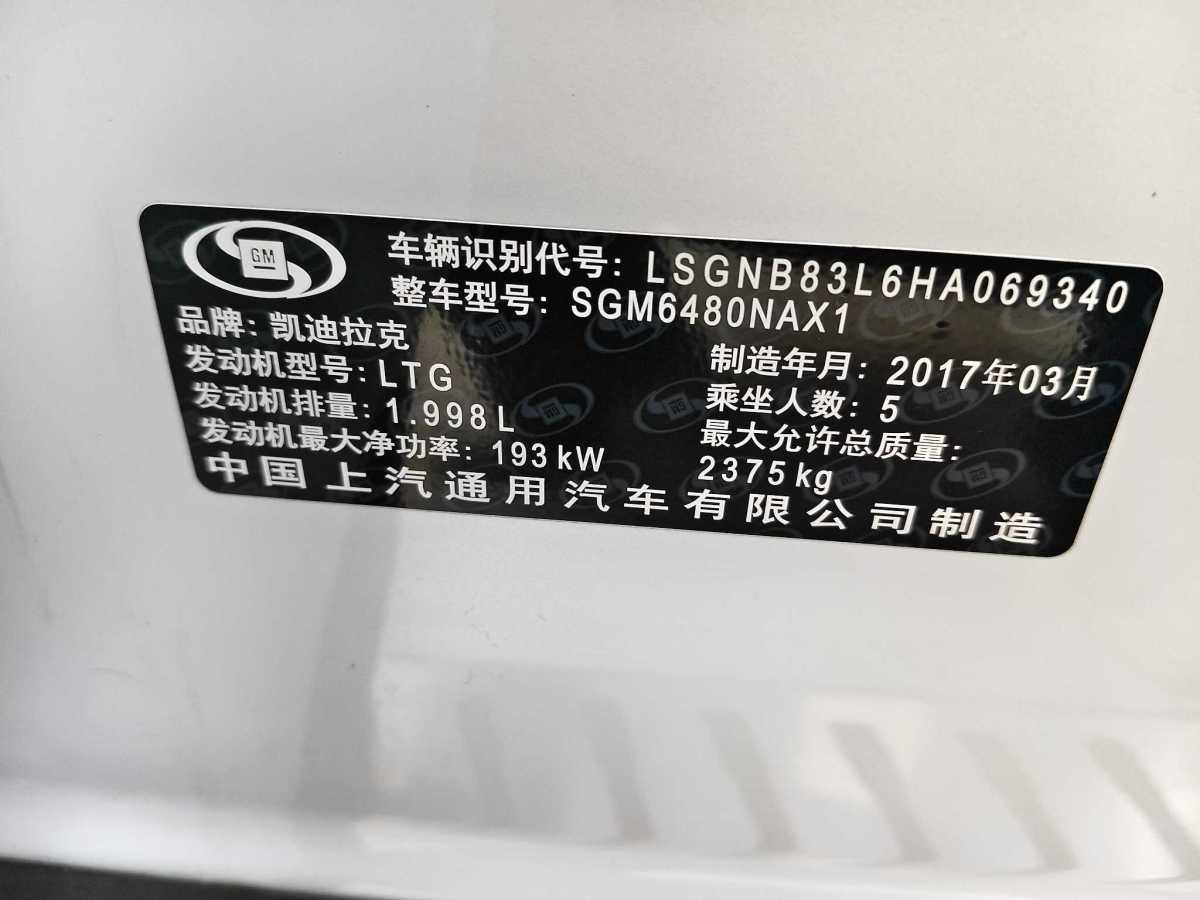 GM
车辆识别代号: LSGNB83L6HA069340
整车型号: SGM6480NAX1
品牌: 凯迪拉克
发动机型号: LTG
制造年月: 2017年03月
发动机排量: 1.998L
乘坐人数: 5
发动机最大净功率: 193kW
最大允许总质量:
2375kg
中国上汽通用汽车有限公司制造